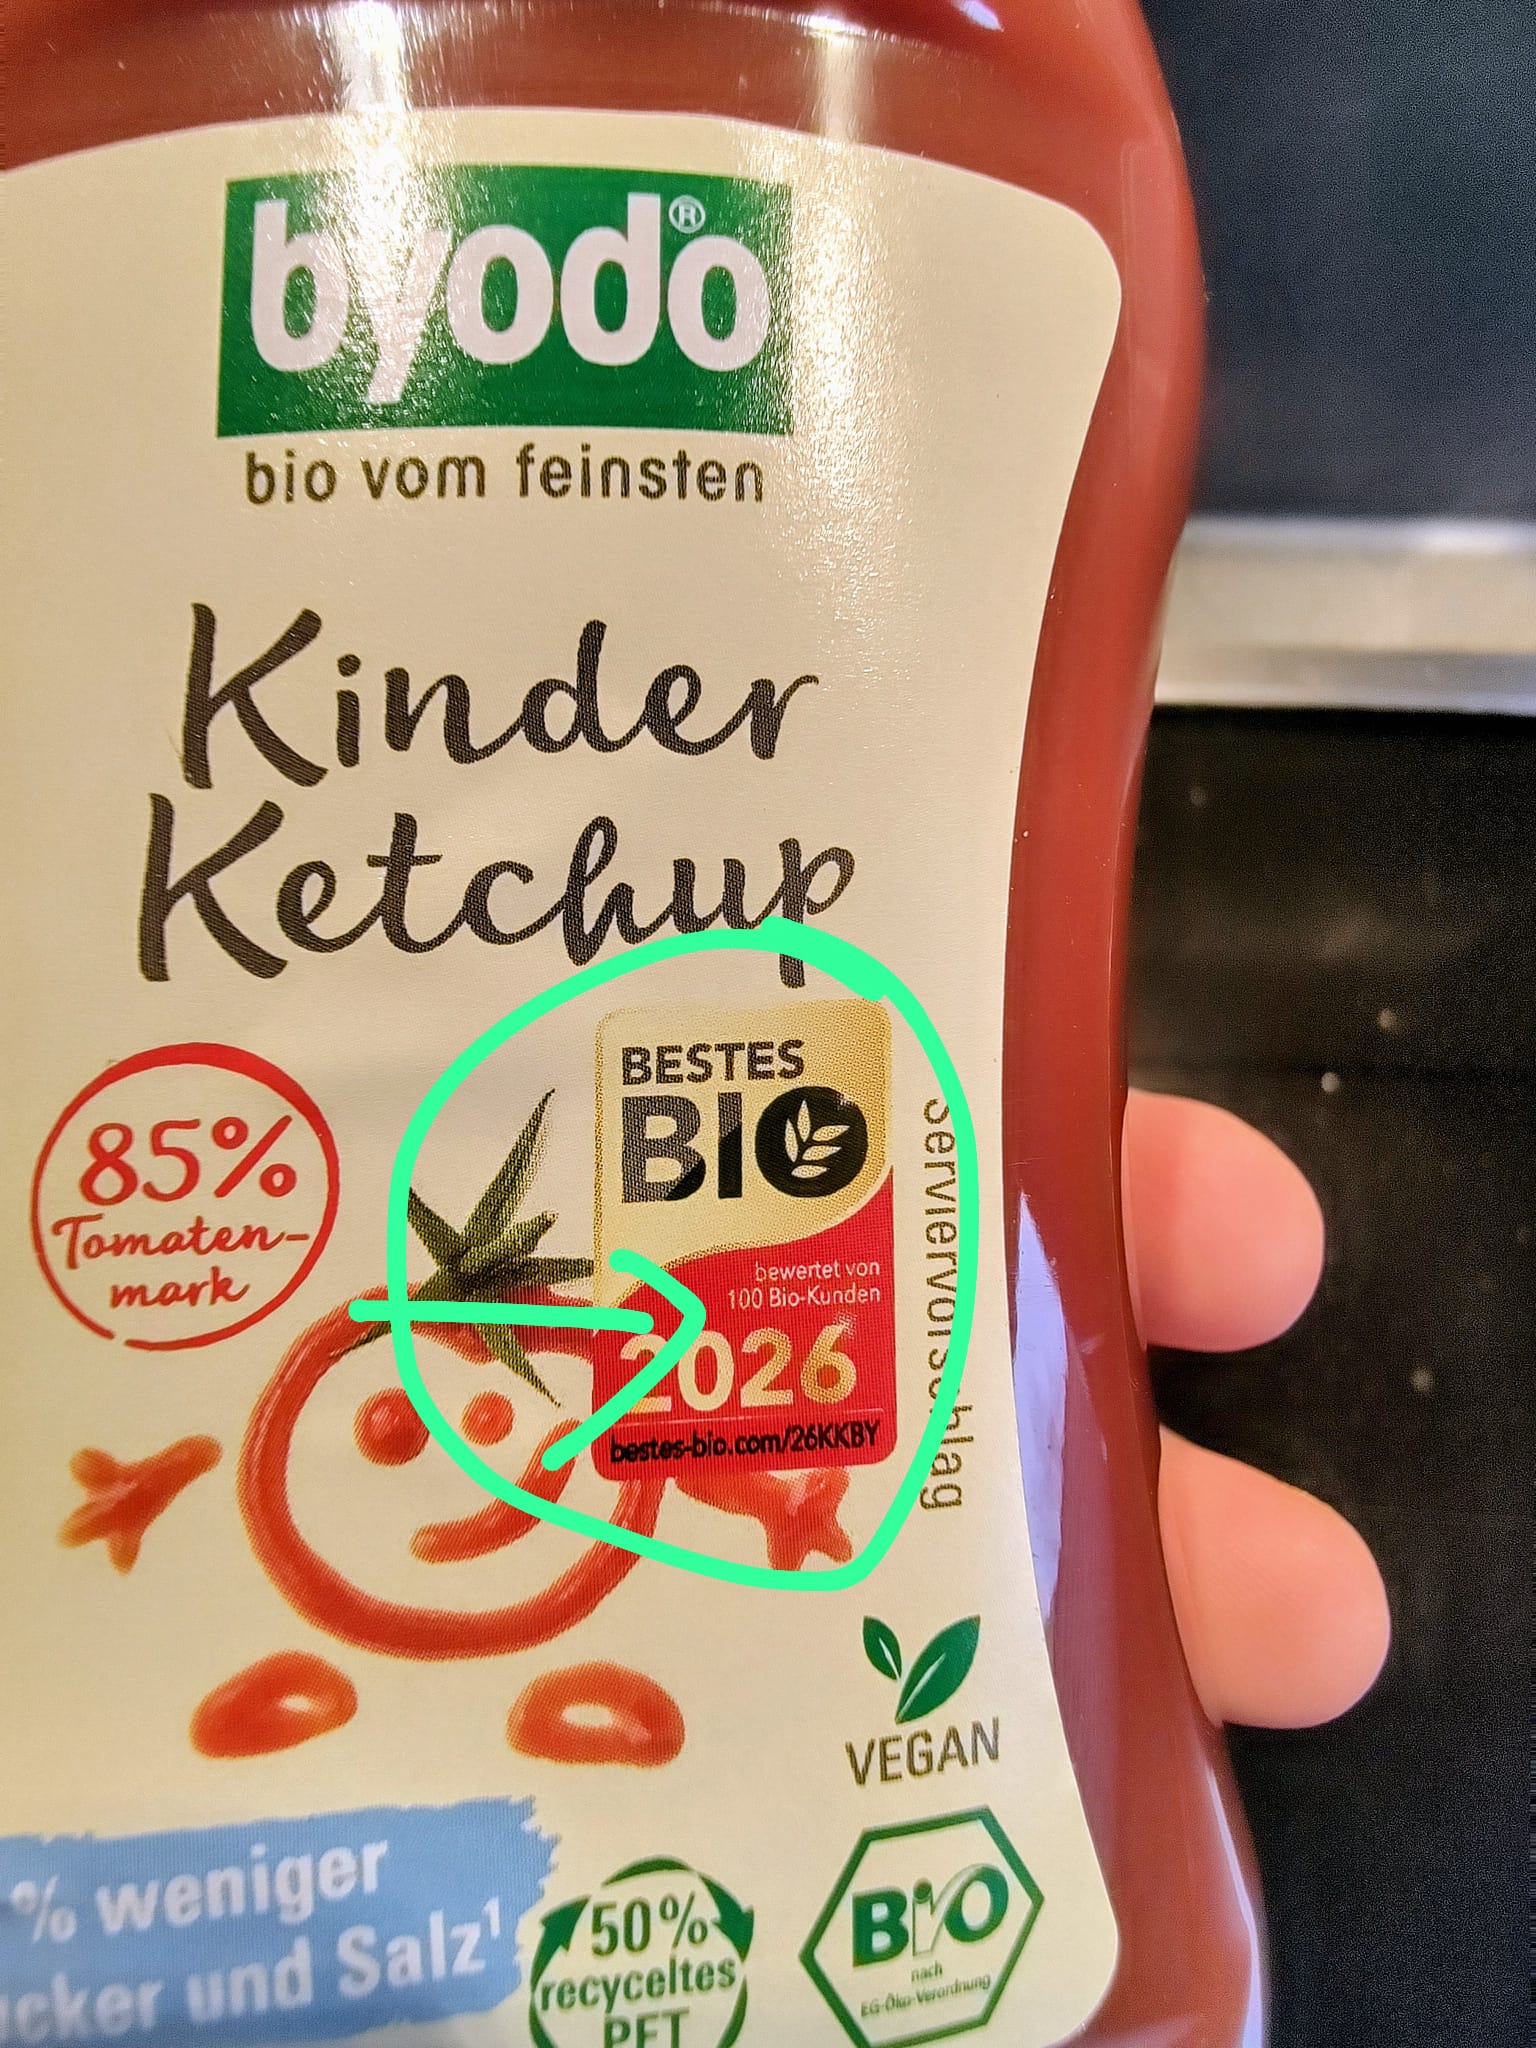 byodo®
bio vom feinsten
Kinder
Ketchup
85%
Tomaten-
mark
BESTES
BIO
bewertet von
100 Bio-Kunden
2026
bestes-bio.com/26KKBY
Serviervorschlag
VEGAN
% weniger
und Salz¹
50%
recyceltes
PET
BIO
nach
EG-Öko-Verordnung